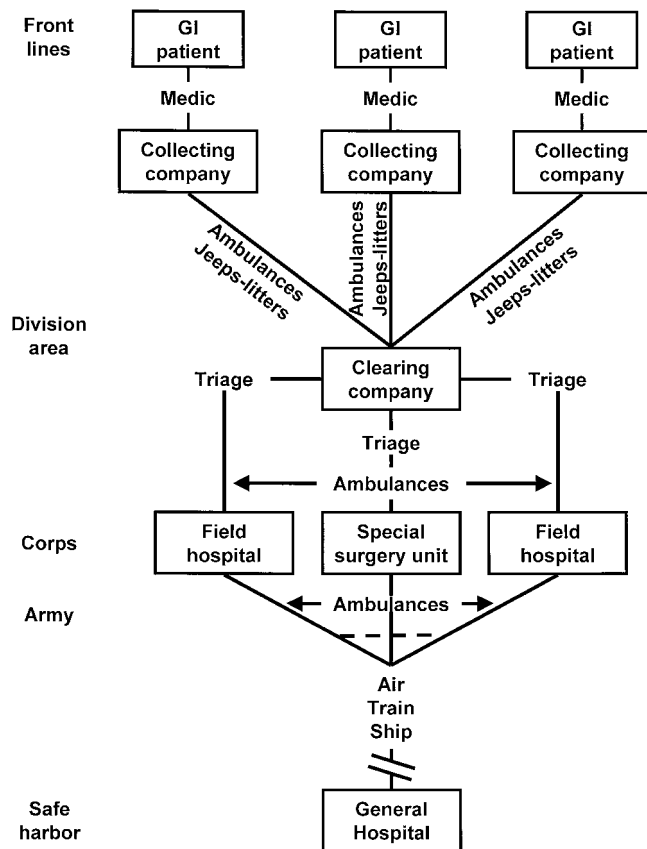 Front
lines
GI
patient
GI
patient
GI
patient
Medic
Medic
Medic
Collecting
company
Collecting
company
Collecting
company
Ambulances
Jeeps-litters
Ambulances
Jeeps-litters
Ambulances
Jeeps-litters
Division
area
Clearing
company
Triage
Triage
Triage
Ambulances
Corps
Field
hospital
Special
surgery unit
Field
hospital
Army
Ambulances
Air
Train
Ship
Safe
harbor
General
Hospital